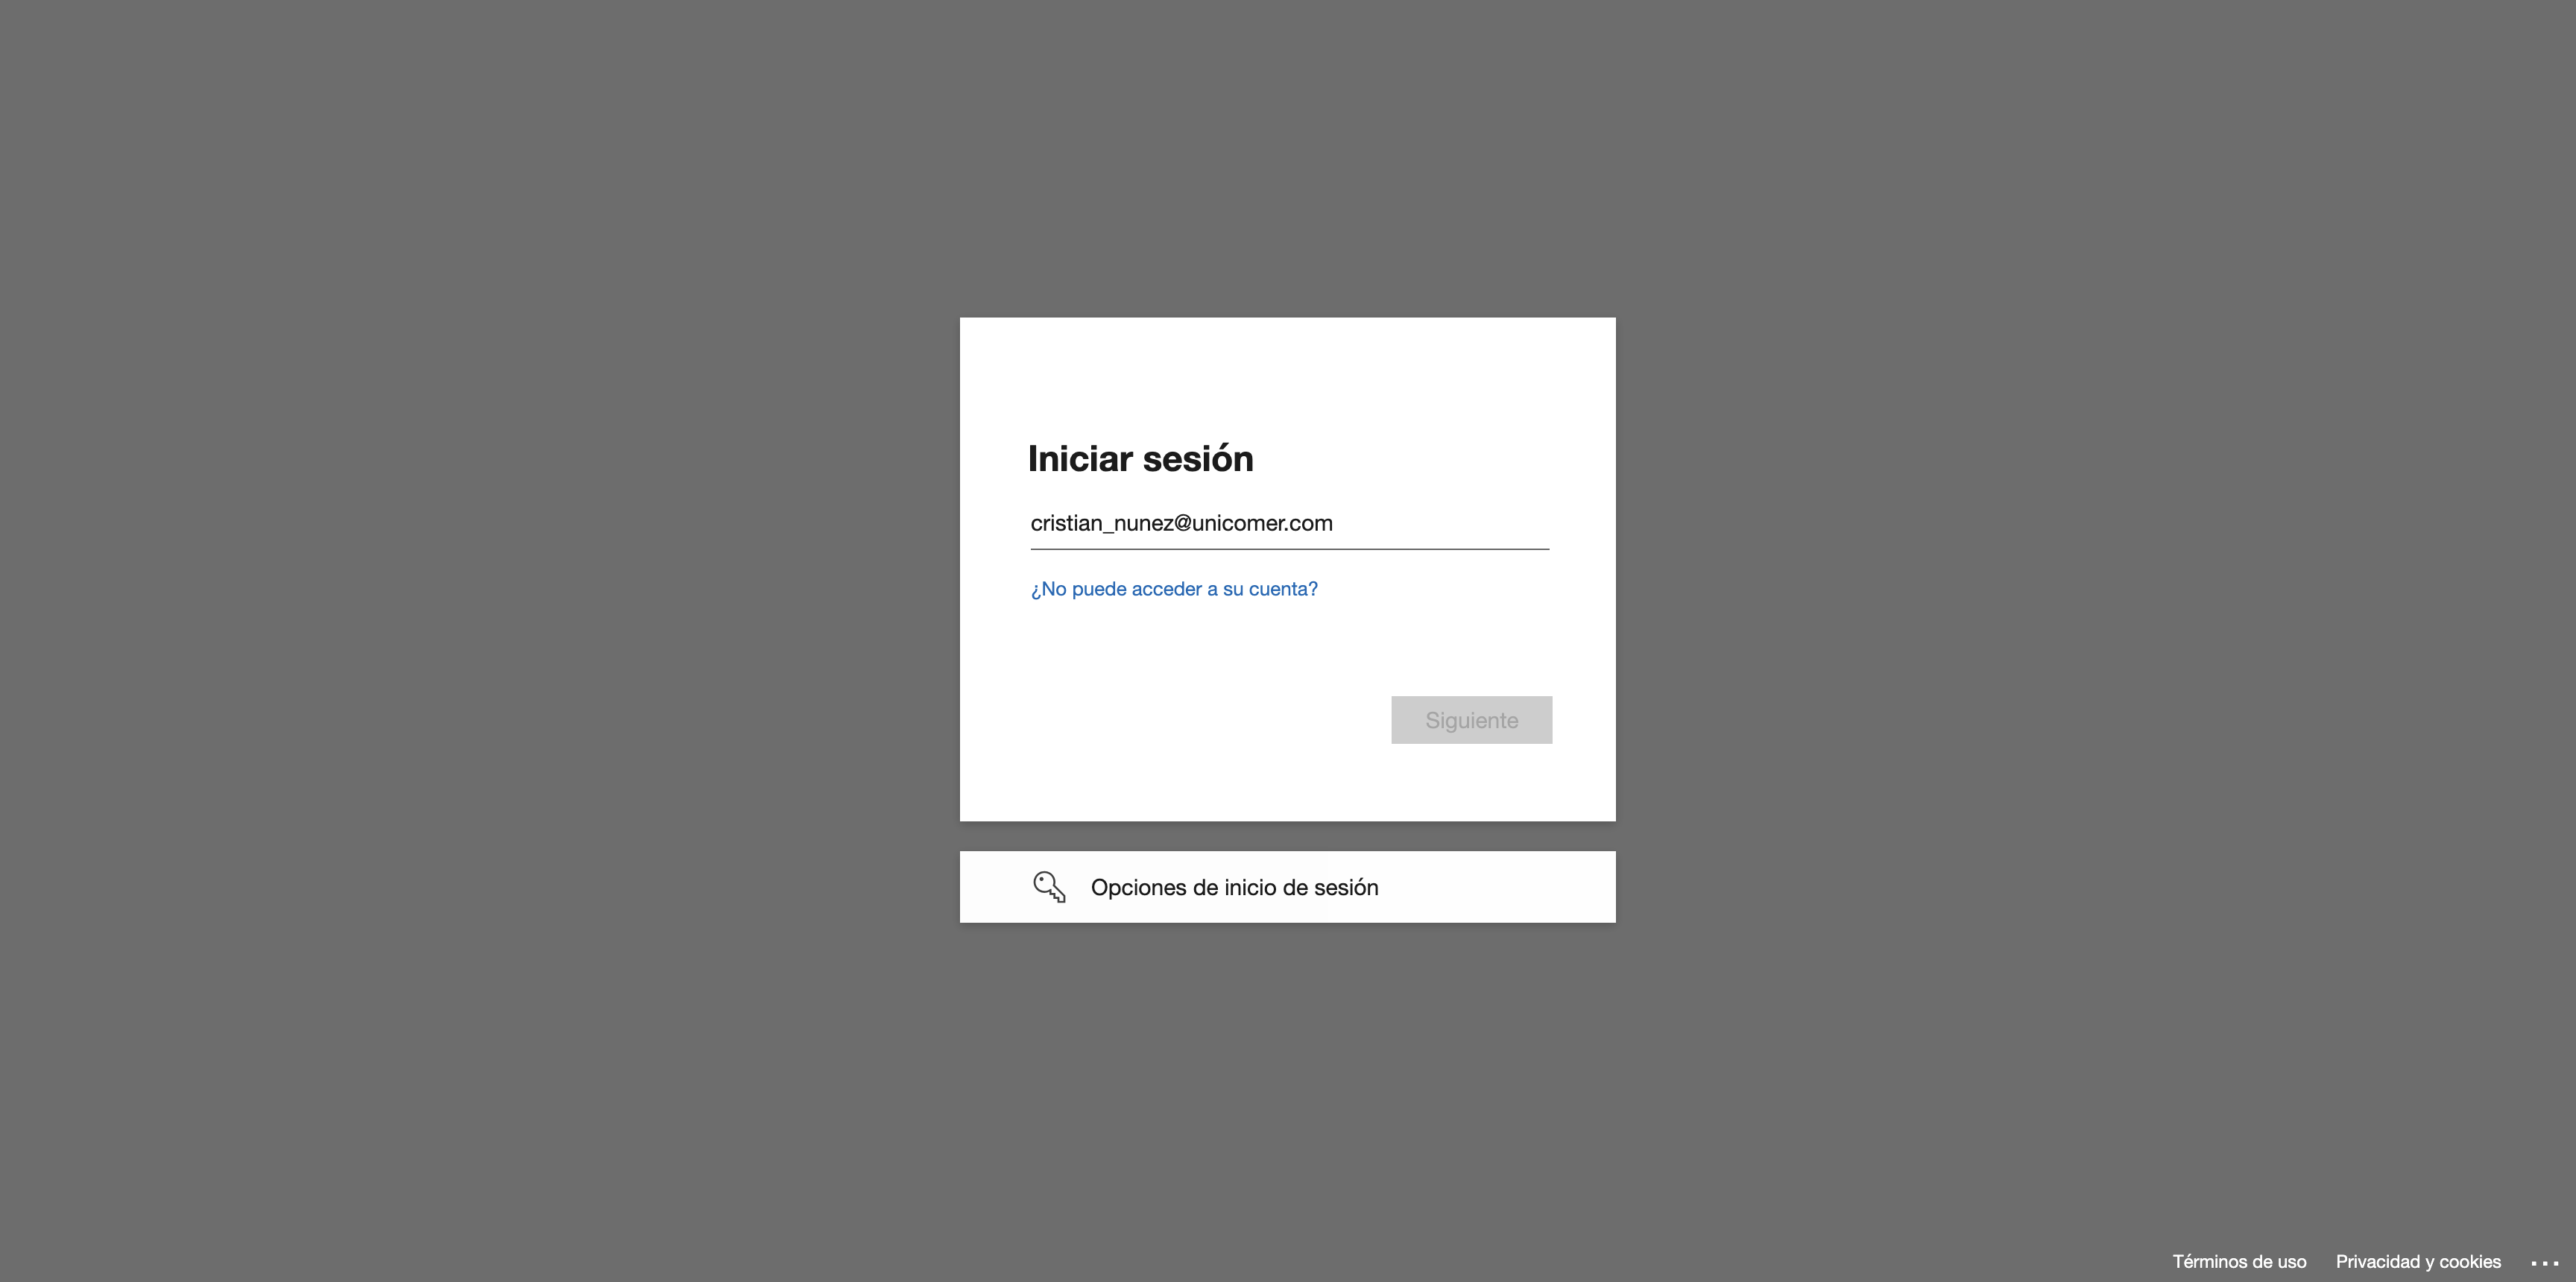 Iniciar sesión
cristian_nunez@unicomer.com
¿No puede acceder a su cuenta?
Siguiente
Opciones de inicio de sesión
Términos de uso Privacidad y cookies ...